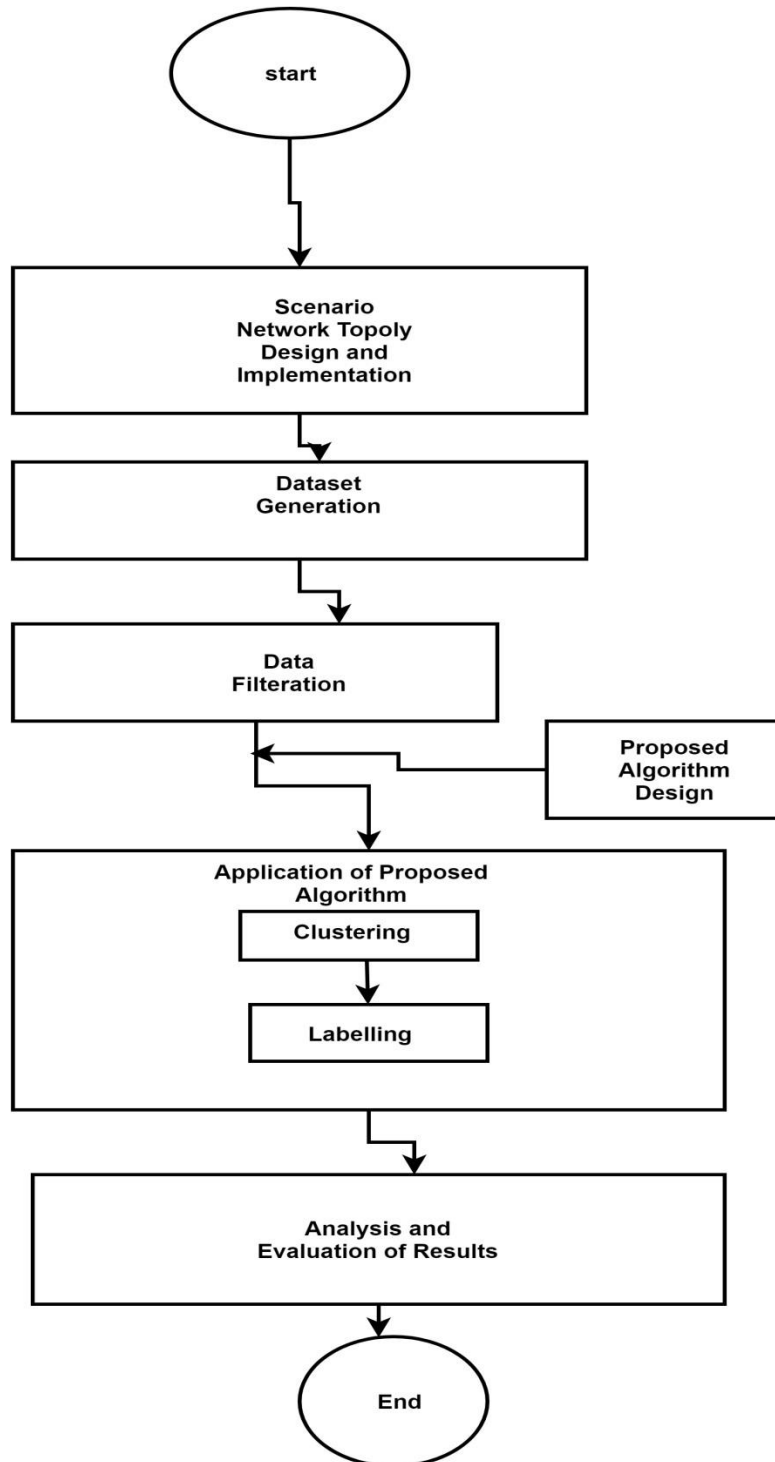 start
Scenario
Network Topoly
Design and
Implementation
Dataset
Generation
Data
Filteration
Proposed
Algorithm
Design
Application of Proposed
Algorithm
Clustering
Labelling
Analysis and
Evaluation of Results
End